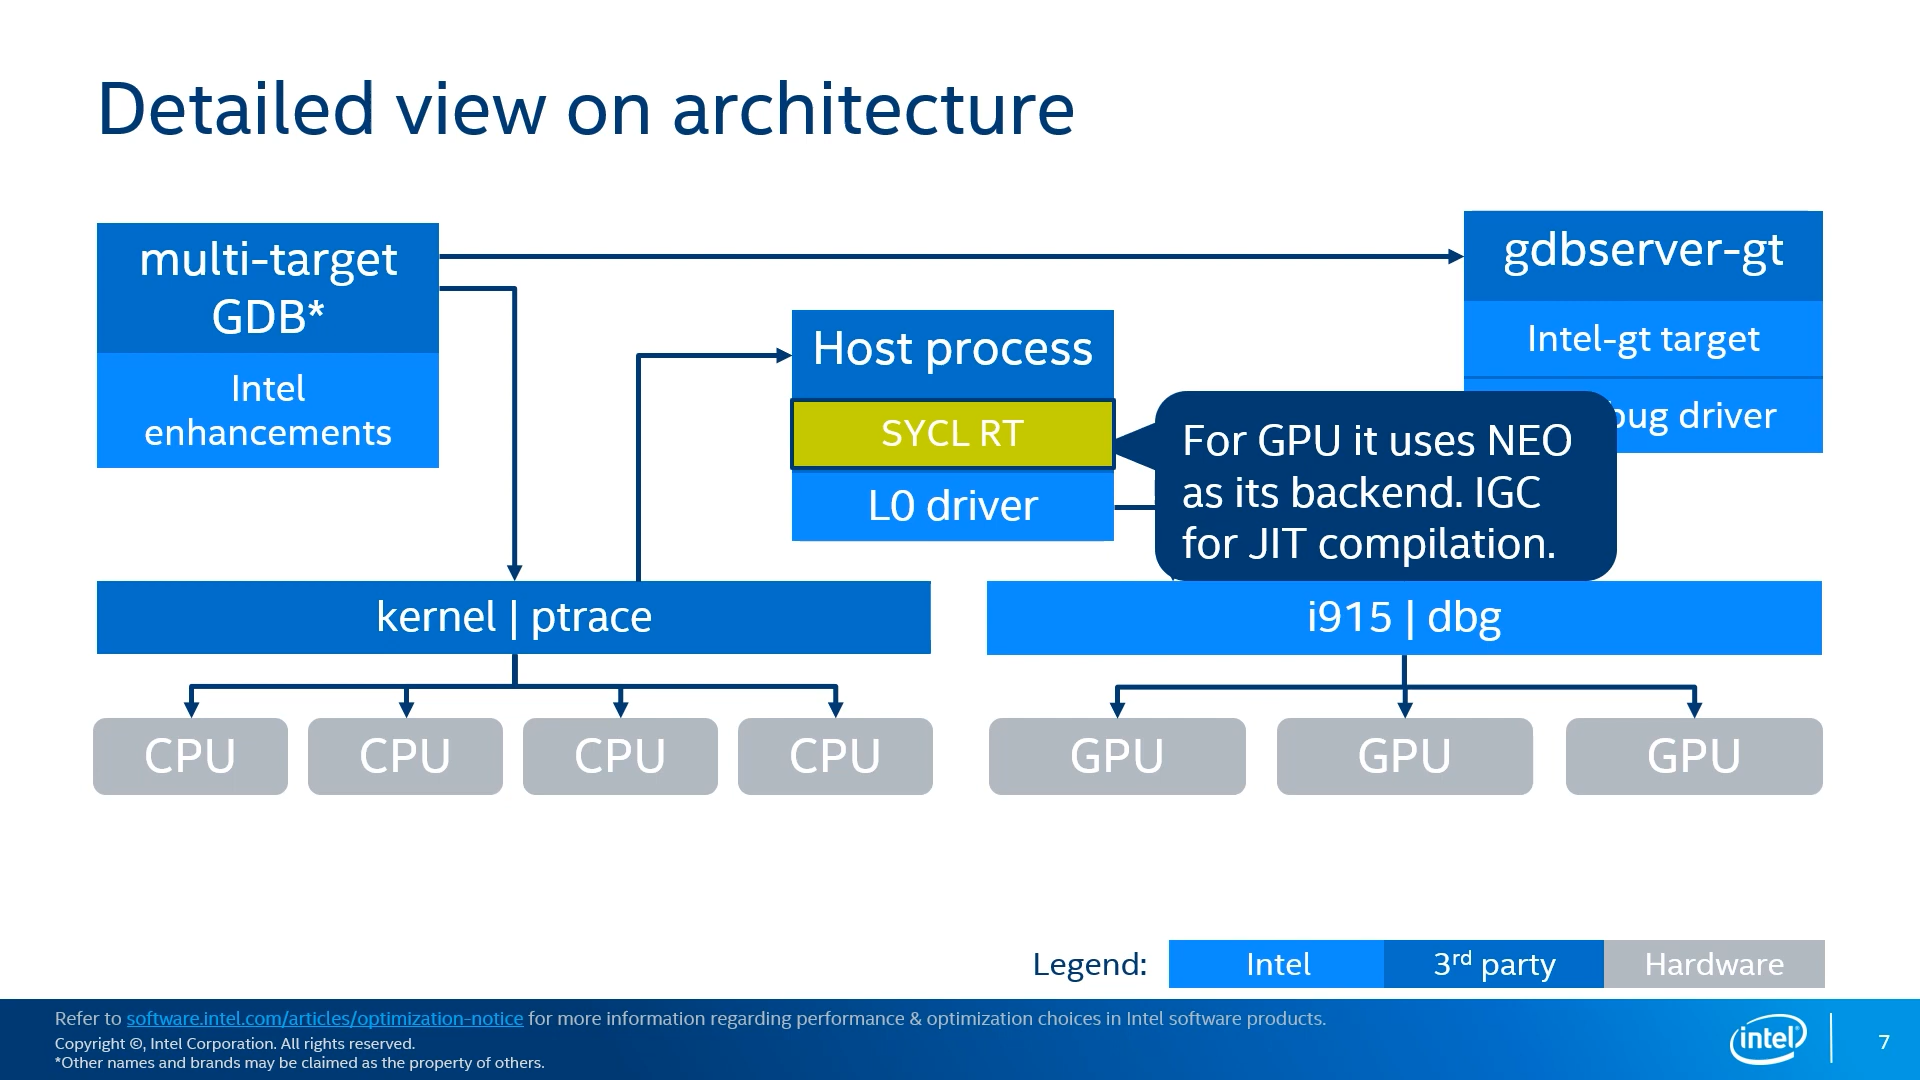 Detailed view on architecture
multi-target
GDB*
Intel
enhancements
Host process
SYCL RT
L0 driver
gdbserver-gt
Intel-gt target
driver
For GPU it uses NEO
as its backend. IGC
for JIT compilation.
kernel | ptrace
i915 | dbg
CPU
CPU
CPU
CPU
GPU
GPU
GPU
Legend:
Intel
3rd party
Hardware
Refer to software.intel.com/articles/optimization-notice for more information regarding performance & optimization choices in Intel software products.
Copyright ©, Intel Corporation. All rights reserved.
*Other names and brands may be claimed as the property of others.
intel
7